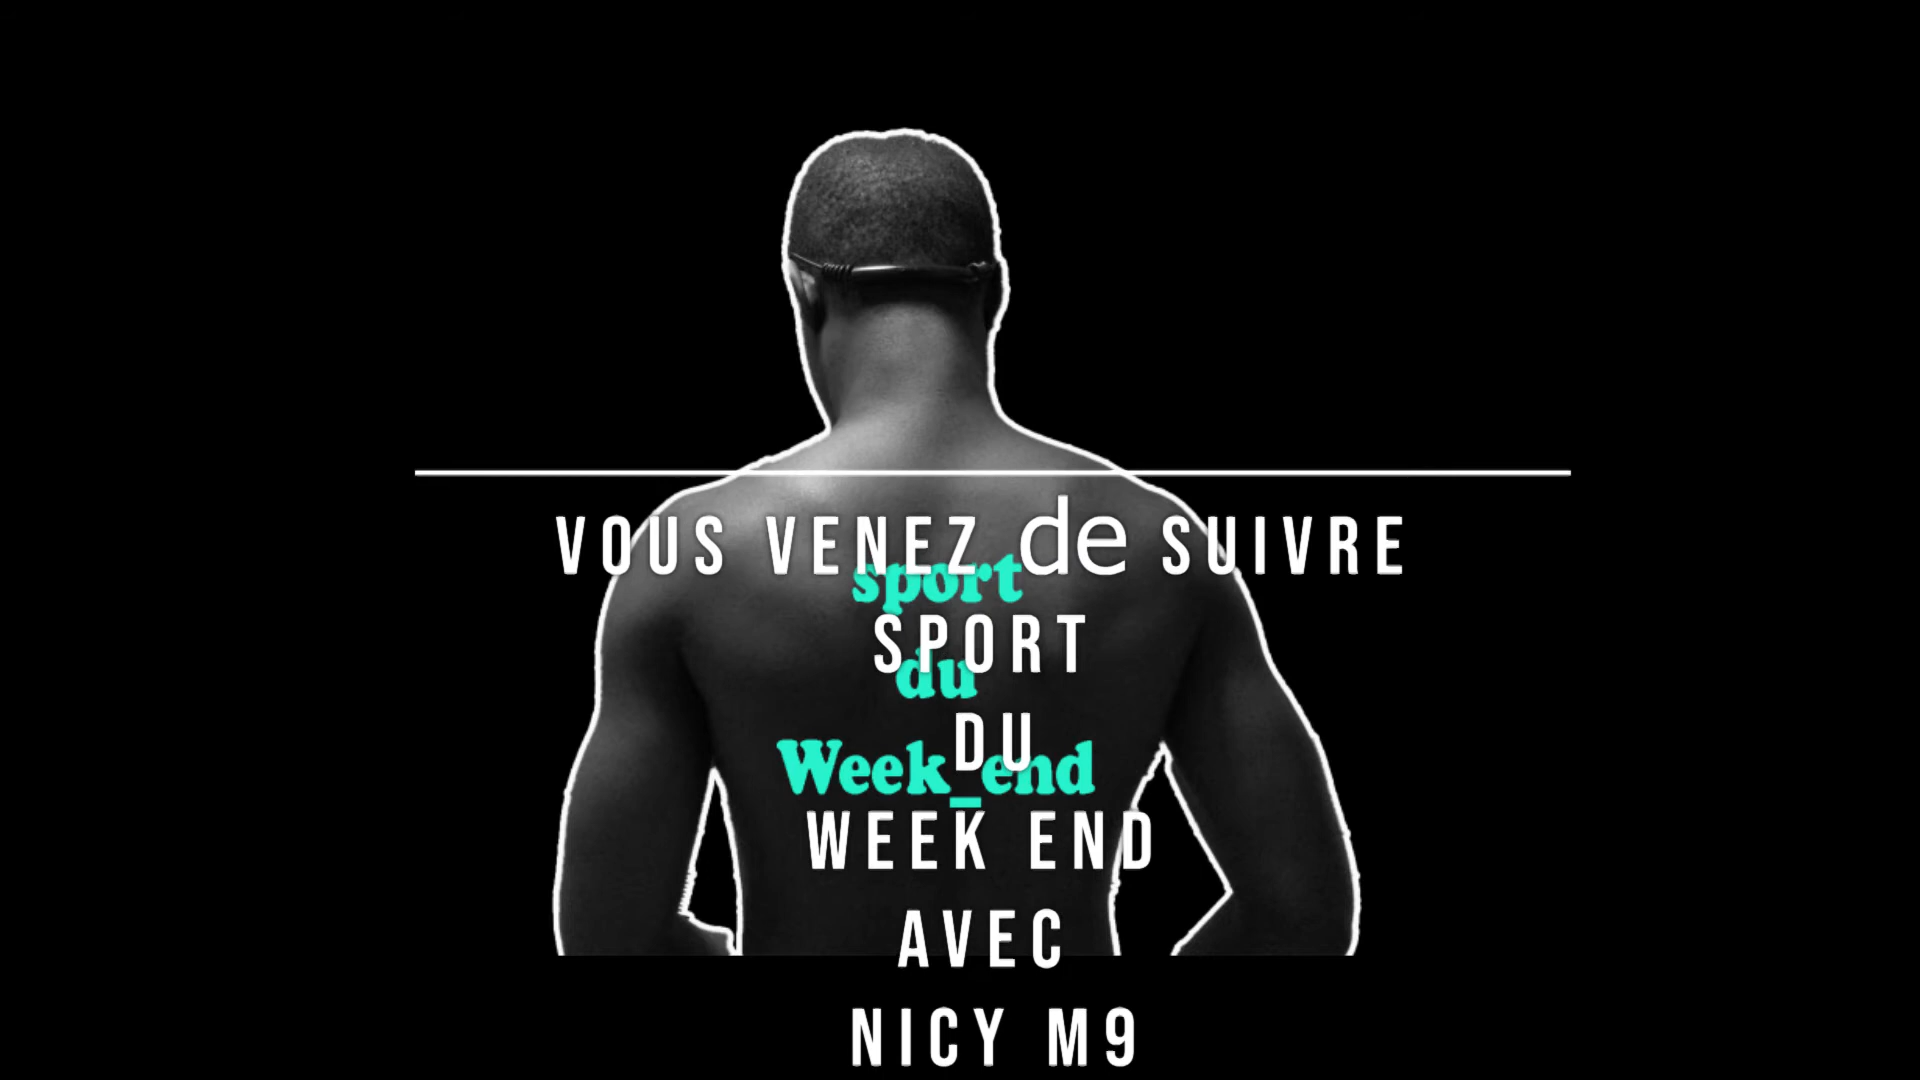 VOUS VENEZ de SUIVRE
sport
SPORT
du
DU
Week_end
WEEK END
AVEC
NICY M9